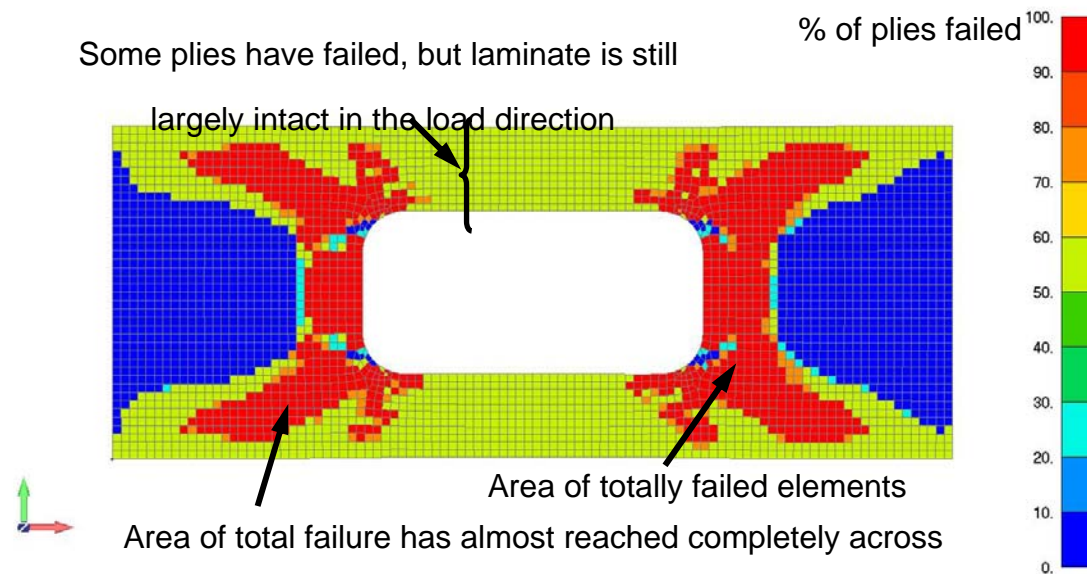 % of plies failed
Some plies have failed, but laminate is still
largely intact in the load direction
100.
90.
80.
70.
60.
50.
40.
30.
20.
10.
0.
Area of totally failed elements
Area of total failure has almost reached completely across